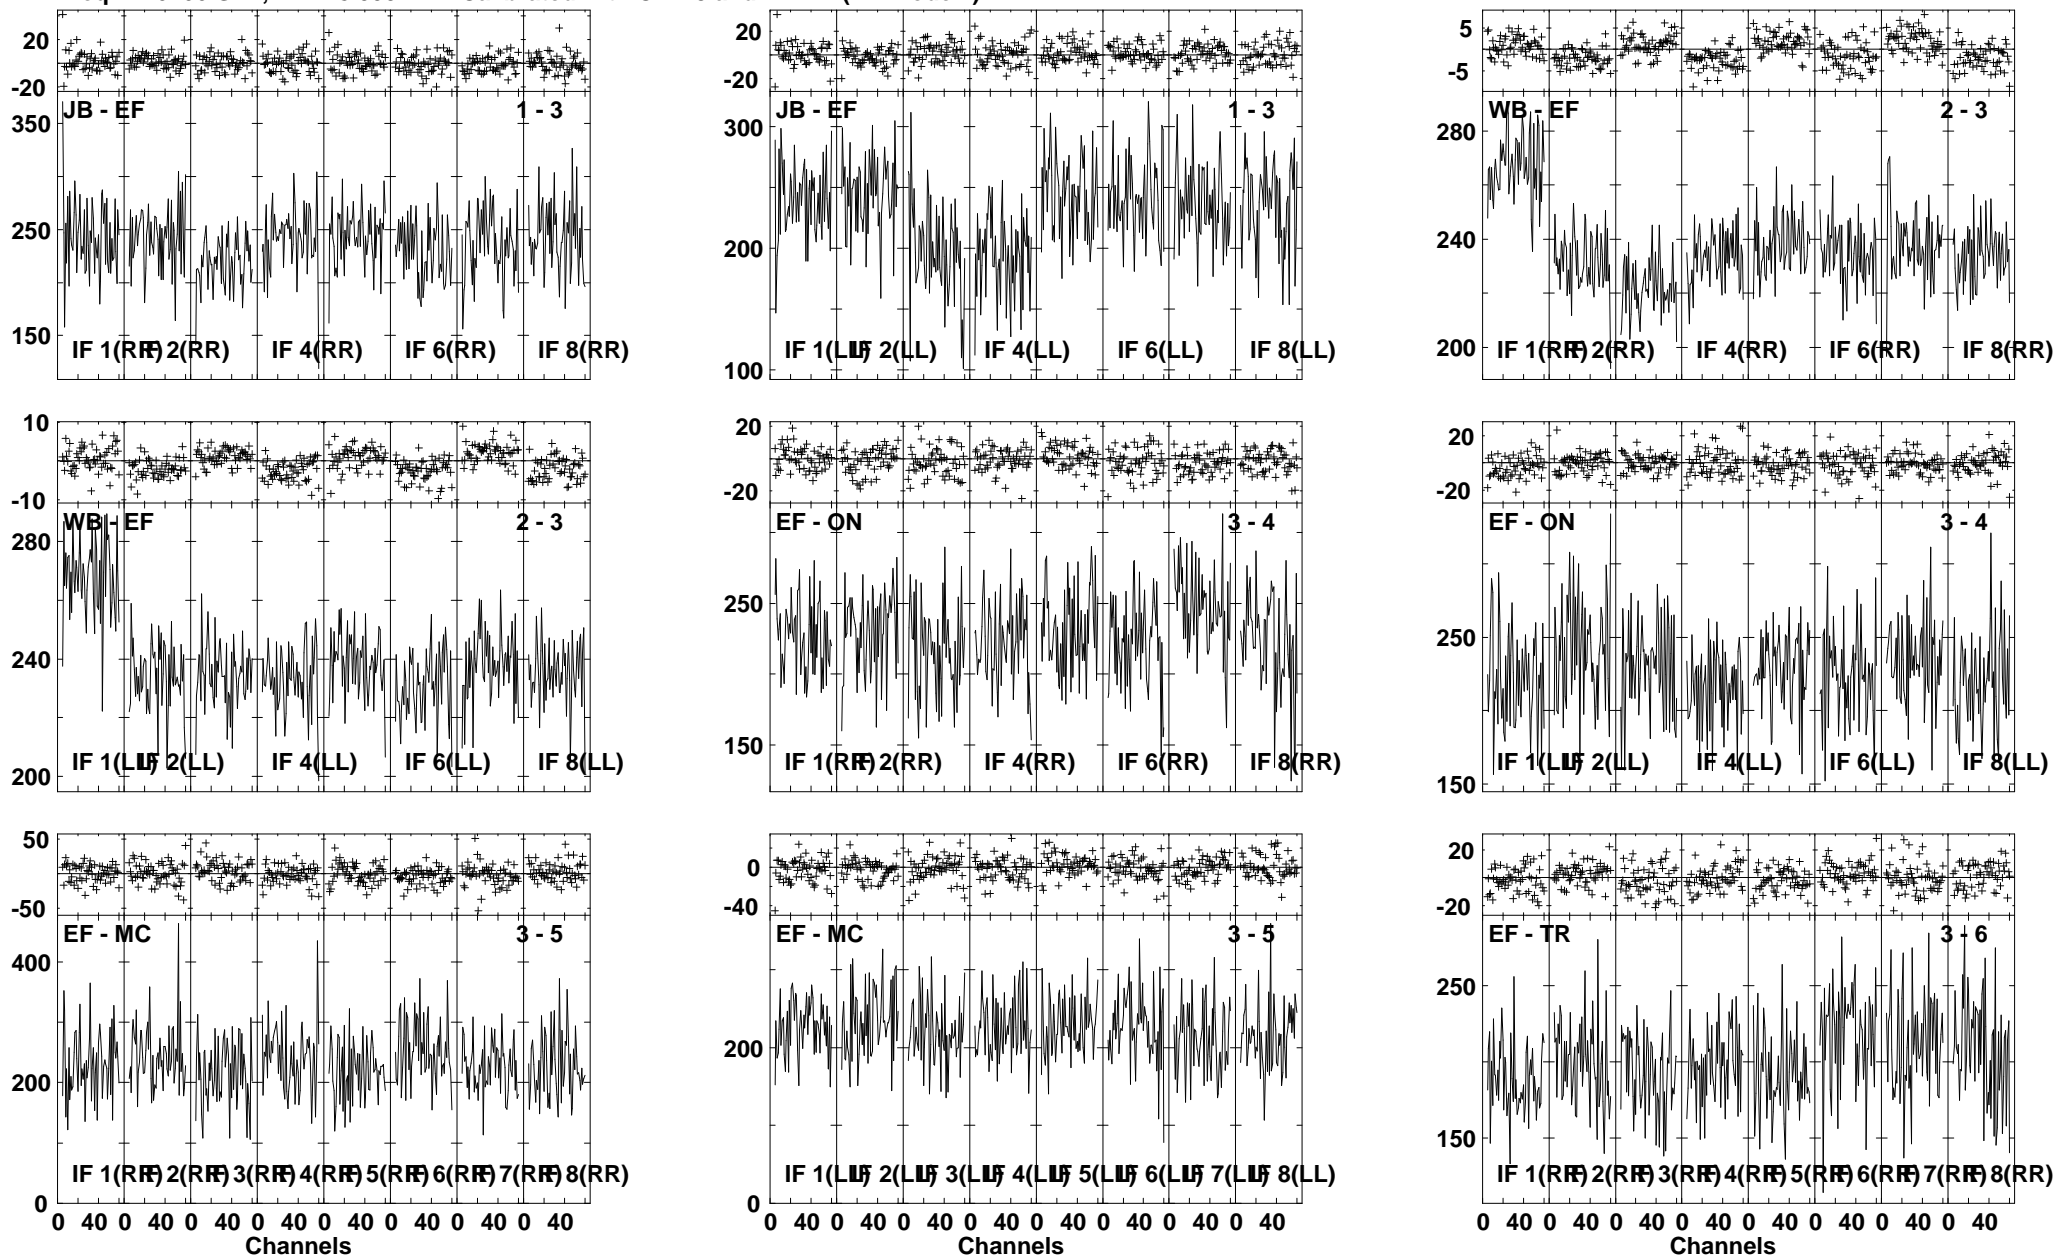 20
-20
350
250
150
JB - EF
1 - 3
IF 1(RR)
IF 2(RR)
IF 4(RR)
IF 6(RR)
IF 8(RR)
20
-20
300
200
100
JB - EF
1 - 3
IF 1(LL)
IF 2(LL)
IF 4(LL)
IF 6(LL)
IF 8(LL)
5
-5
280
240
200
WB - EF
2 - 3
IF 1(RR)
IF 2(RR)
IF 4(RR)
IF 6(RR)
IF 8(RR)
10
-10
280
240
200
WB - EF
2 - 3
IF 1(LL)
IF 2(LL)
IF 4(LL)
IF 6(LL)
IF 8(LL)
20
-20
250
150
EF - ON
3 - 4
IF 1(RR)
IF 2(RR)
IF 4(RR)
IF 6(RR)
IF 8(RR)
20
-20
250
150
EF - ON
3 - 4
IF 1(LL)
IF 2(LL)
IF 4(LL)
IF 6(LL)
IF 8(LL)
50
-50
400
200
0
EF - MC
3 - 5
IF 1(RR)
IF 2(RR)
IF 3(RR)
IF 4(RR)
IF 5(RR)
IF 6(RR)
IF 7(RR)
IF 8(RR)
0 40 0 40 0 40 0 40 0 40 0 40 0 40 0 40
Channels
0
-40
200
0
EF - MC
3 - 5
IF 1(LL)
IF 2(LL)
IF 3(LL)
IF 4(LL)
IF 5(LL)
IF 6(LL)
IF 7(LL)
IF 8(LL)
0 40 0 40 0 40 0 40 0 40 0 40 0 40 0 40
Channels
20
-20
250
150
EF - TR
3 - 6
IF 1(RR)
IF 2(RR)
IF 3(RR)
IF 4(RR)
IF 5(RR)
IF 6(RR)
IF 7(RR)
IF 8(RR)
0 40 0 40 0 40 0 40 0 40 0 40 0 40 0 40
Channels